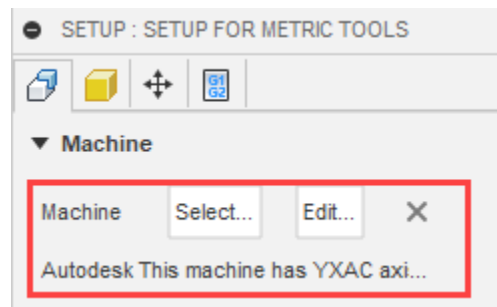 SETUP : SETUP FOR METRIC TOOLS
G1
G2
Machine
Machine Select... Edit...
Autodesk This machine has YXAC axi...